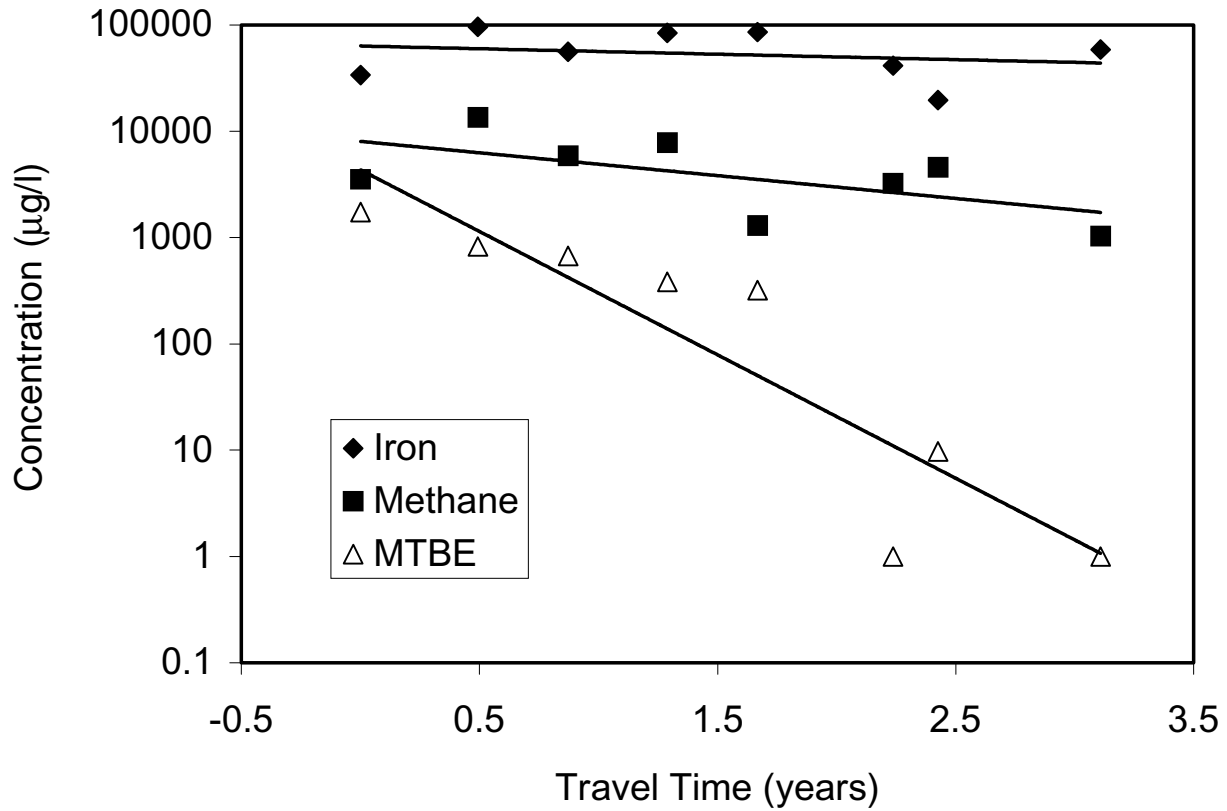 100000
10000
1000
100
10
1
0.1
Concentration (μg/l)
Iron
Methane
MTBE
-0.5 0.5 1.5 2.5 3.5
Travel Time (years)